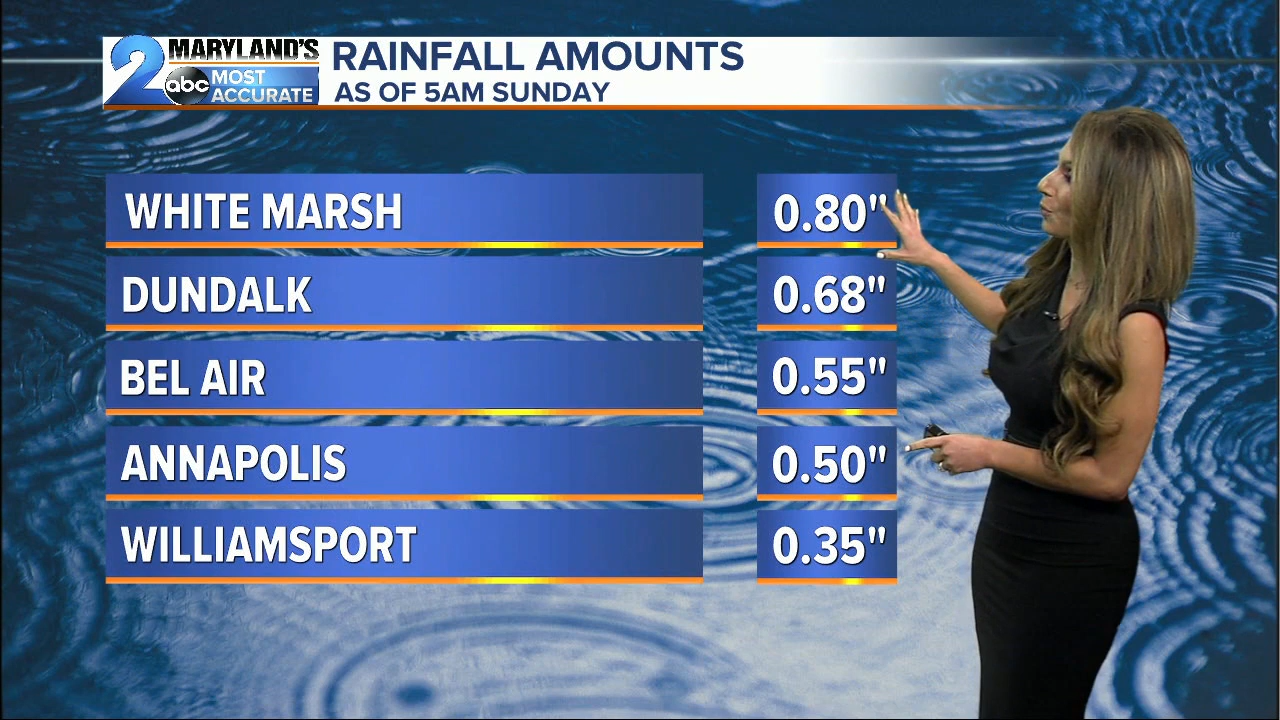 2 MARYLAND'S
abc MOST
ACCURATE
RAINFALL AMOUNTS
AS OF 5AM SUNDAY
WHITE MARSH 0.80"
DUNDALK 0.68"
BEL AIR 0.55"
ANNAPOLIS 0.50"
WILLIAMSPORT 0.35"